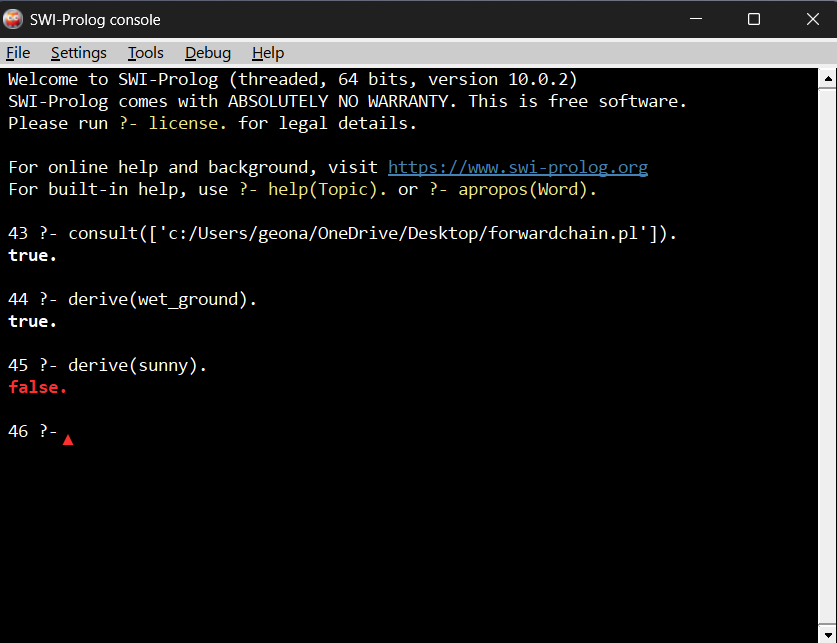 SWI-Prolog console
File Settings Tools Debug Help
Welcome to SWI-Prolog (threaded, 64 bits, version 10.0.2)
SWI-Prolog comes with ABSOLUTELY NO WARRANTY. This is free software.
Please run ?- license. for legal details.
For online help and background, visit https://www.swi-prolog.org
For built-in help, use ?- help(Topic). or ?- apropos(Word).
43 ?- consult(['c:/Users/geona/OneDrive/Desktop/forwardchain.pl']).
true.
44 ?- derive(wet_ground).
true.
45 ?- derive(sunny).
false.
46 ?-